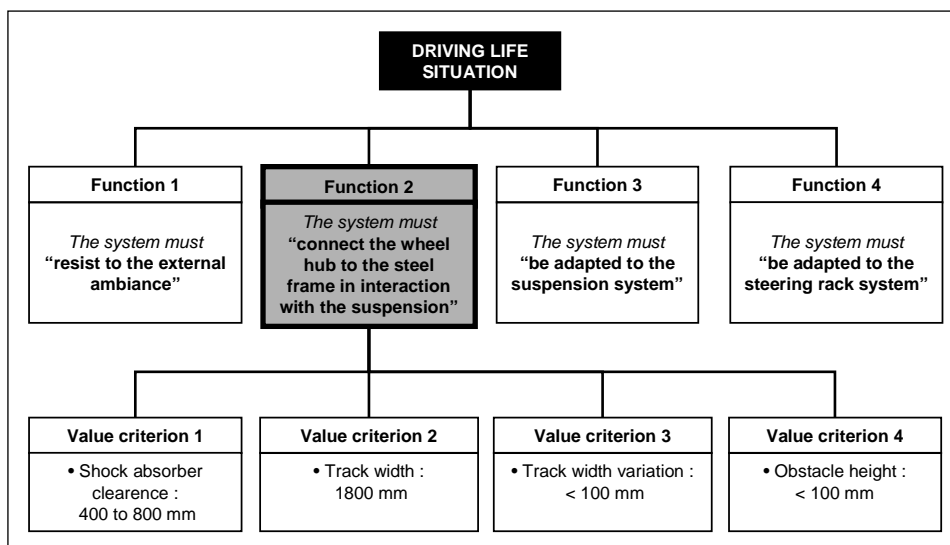 DRIVING LIFE
SITUATION
Function 1
The system must
“resist to the external
ambiance”
Function 2
The system must
“connect the wheel
hub to the steel
frame in interaction
with the suspension”
Function 3
The system must
“be adapted to the
suspension system”
Function 4
The system must
“be adapted to the
steering rack system”
Value criterion 1
• Shock absorber
clearence :
400 to 800 mm
Value criterion 2
• Track width :
1800 mm
Value criterion 3
• Track width variation :
< 100 mm
Value criterion 4
• Obstacle height :
< 100 mm